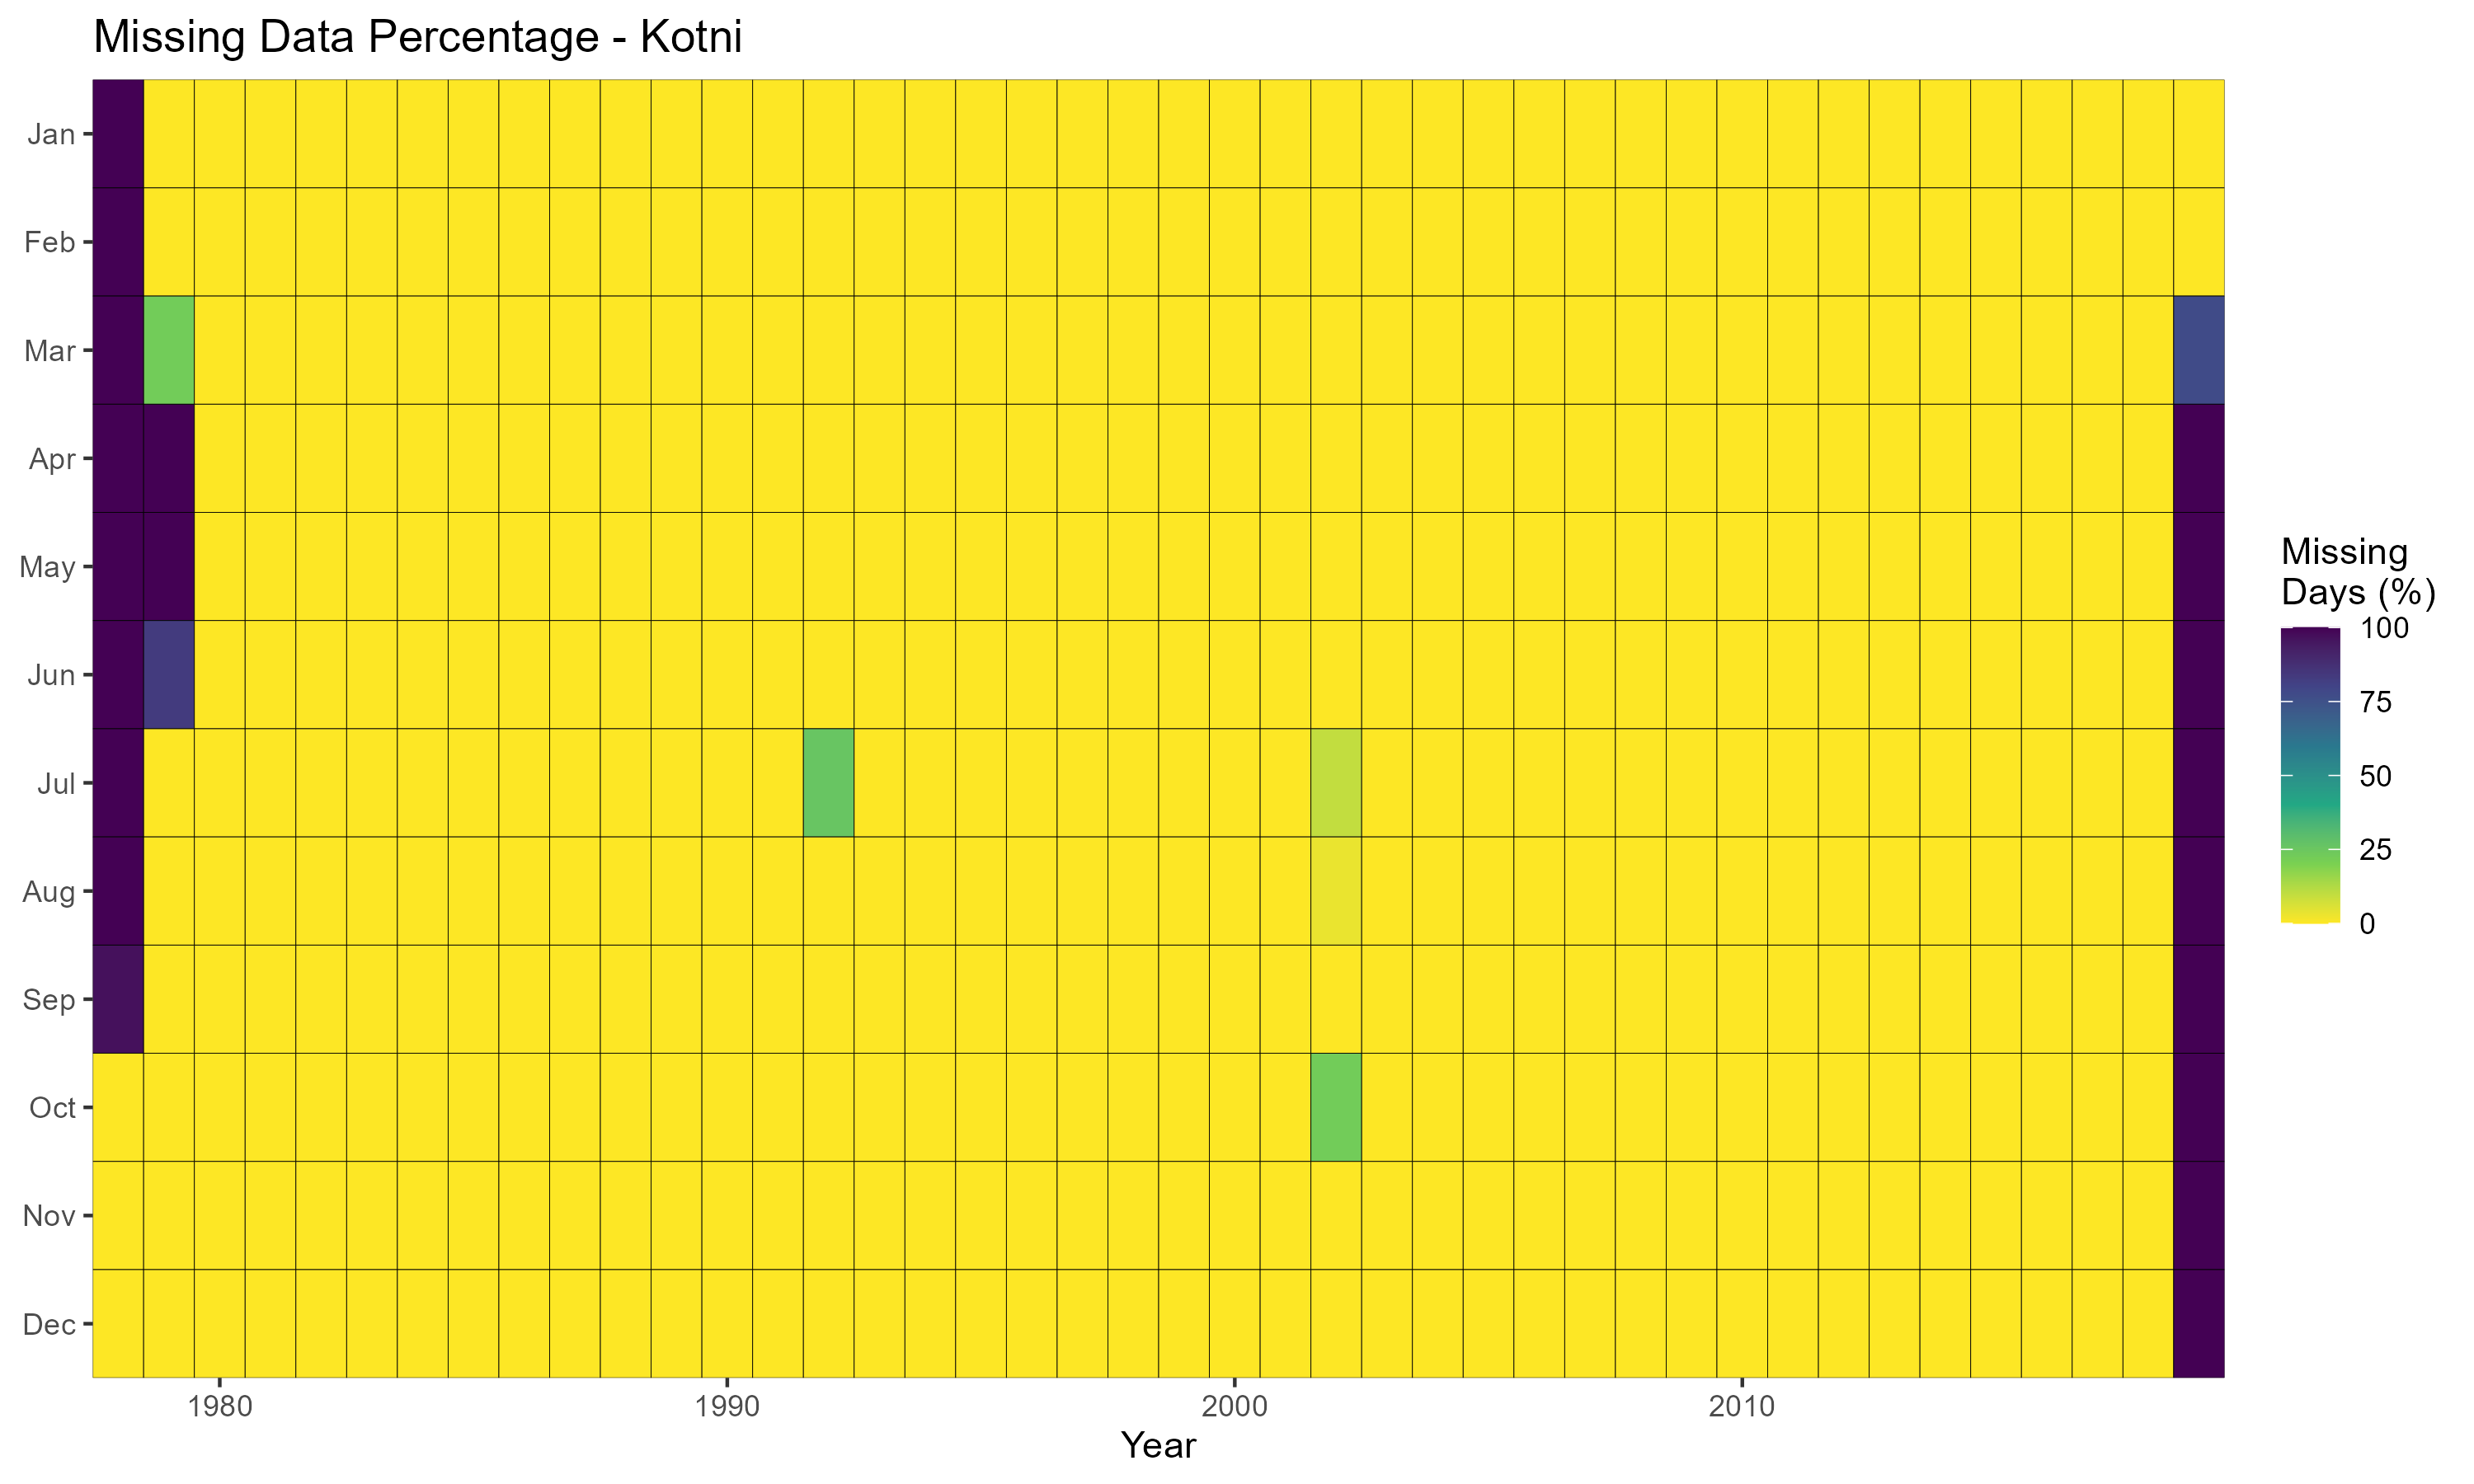 Missing Data Percentage - Kotni
Jan
Feb
Mar
Apr
May
Jun
Jul
Aug
Sep
Oct
Nov
Dec
1980
1990
2000
2010
Year
Missing
Days (%)
100
75
50
25
0